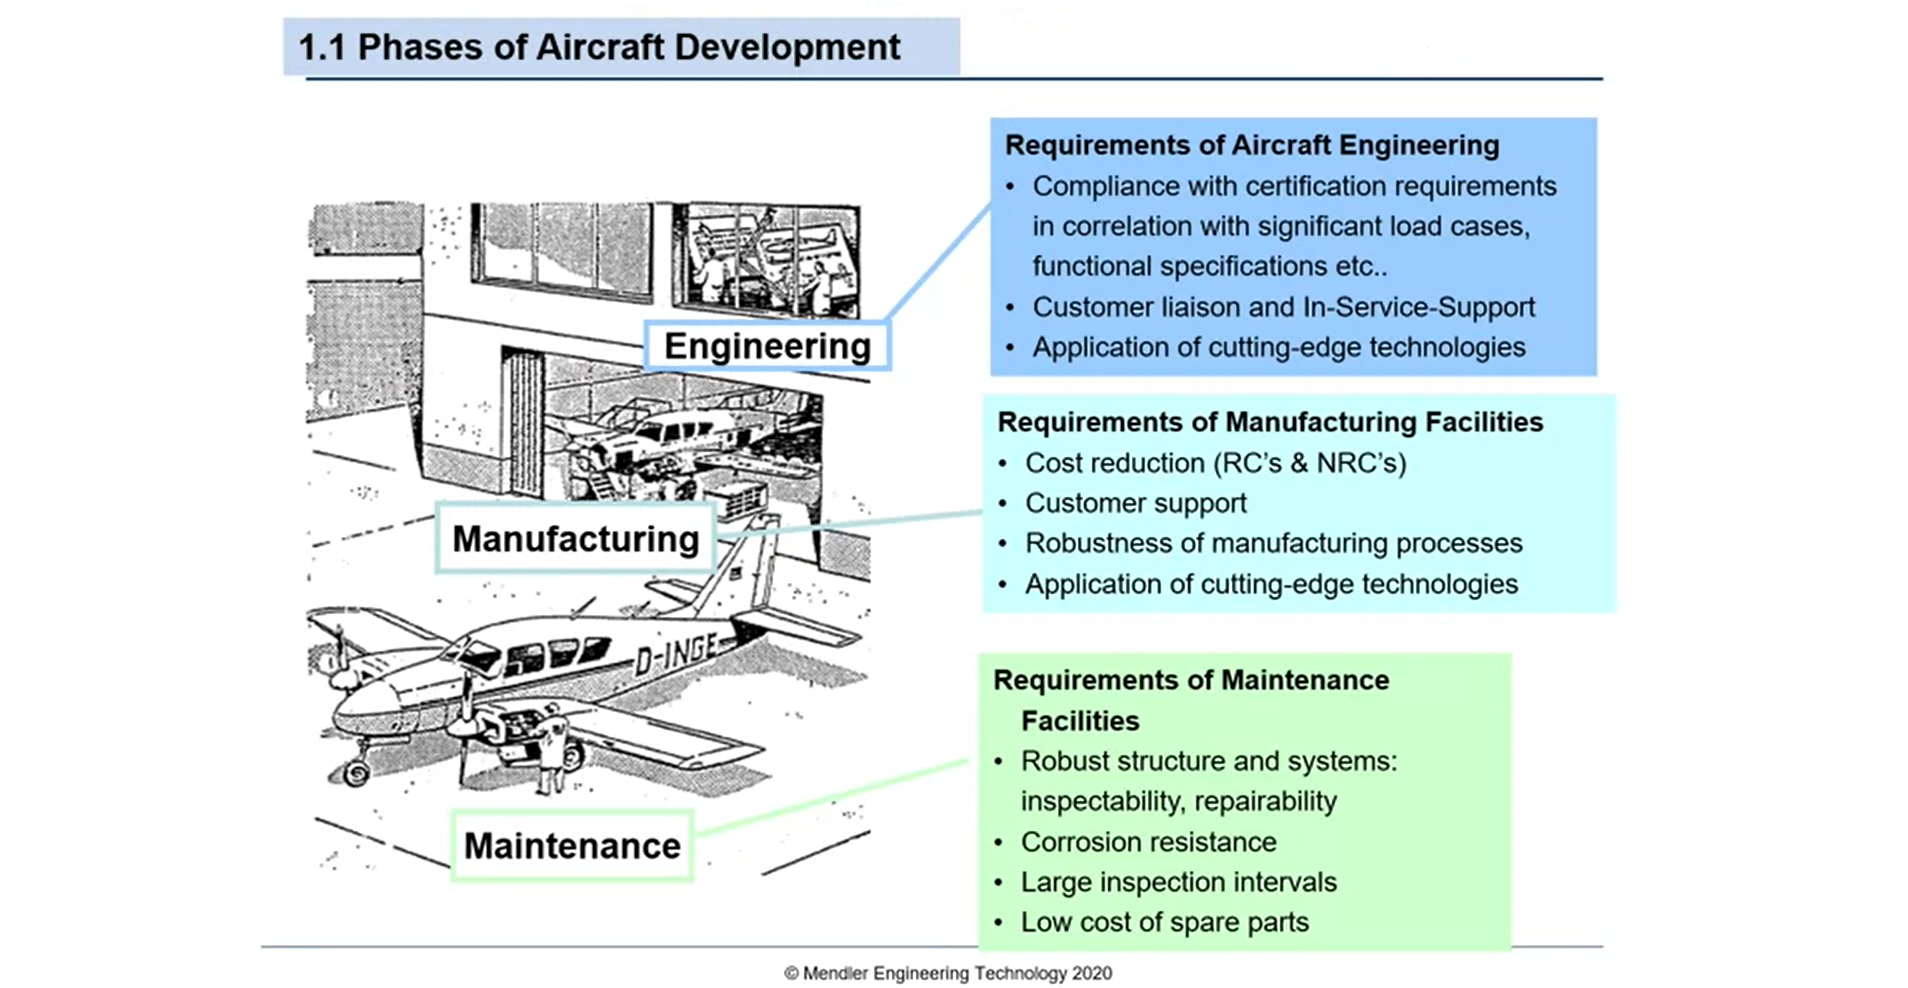 1.1 Phases of Aircraft Development
Requirements of Aircraft Engineering
• Compliance with certification requirements
in correlation with significant load cases,
functional specifications etc..
• Customer liaison and In-Service-Support
• Application of cutting-edge technologies
Engineering
Requirements of Manufacturing Facilities
• Cost reduction (RC's & NRC's)
• Customer support
• Robustness of manufacturing processes
• Application of cutting-edge technologies
Manufacturing
D-INGE
Requirements of Maintenance
Facilities
• Robust structure and systems:
inspectability, repairability
• Corrosion resistance
• Large inspection intervals
• Low cost of spare parts
Maintenance
© Mendler Engineering Technology 2020